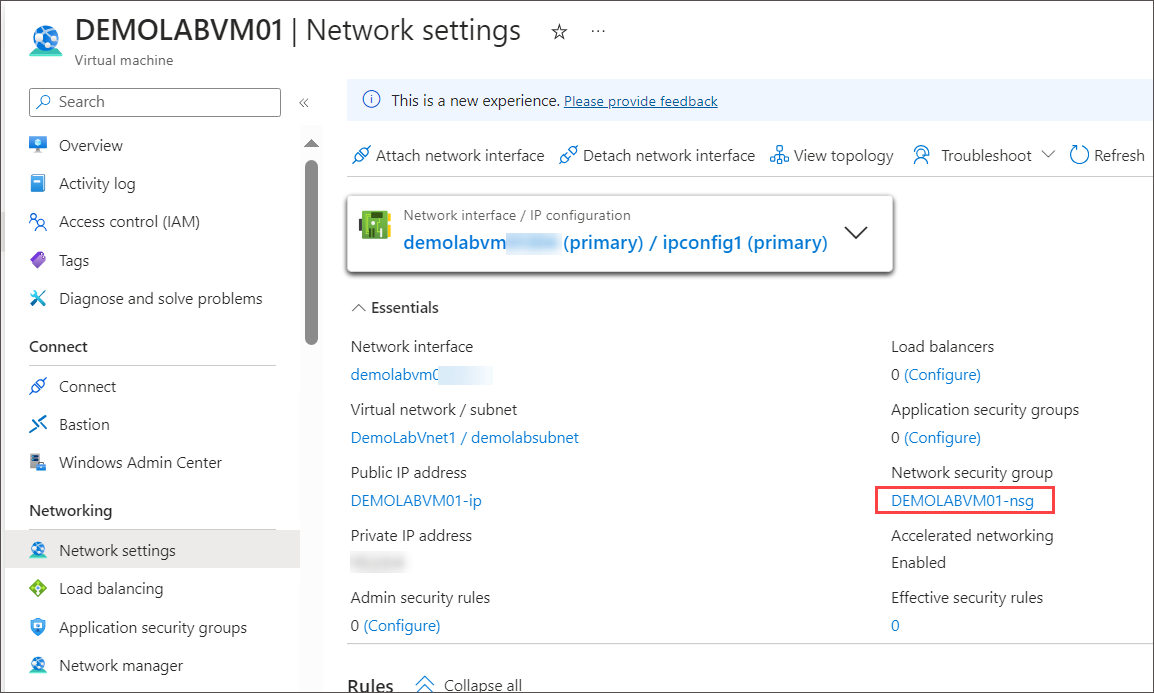 DEMOLABVM01 | Network settings
Virtual machine
Search
This is a new experience. Please provide feedback
Overview
Activity log
Access control (IAM)
Tags
Diagnose and solve problems
Connect
Connect
Bastion
Windows Admin Center
Networking
Network settings
Load balancing
Application security groups
Network manager
Attach network interface
Detach network interface
View topology
Troubleshoot
Refresh
Network interface / IP configuration
demolabvm (primary) / ipconfig1 (primary)
Essentials
Network interface
demolabvm0
Virtual network / subnet
DemoLabVnet1 / demolabsubnet
Public IP address
DEMOLABVM01-ip
Private IP address
Admin security rules
0 (Configure)
Load balancers
0 (Configure)
Application security groups
0 (Configure)
Network security group
DEMOLABVM01-nsg
Accelerated networking
Enabled
Effective security rules
0
Rules
Collapse all